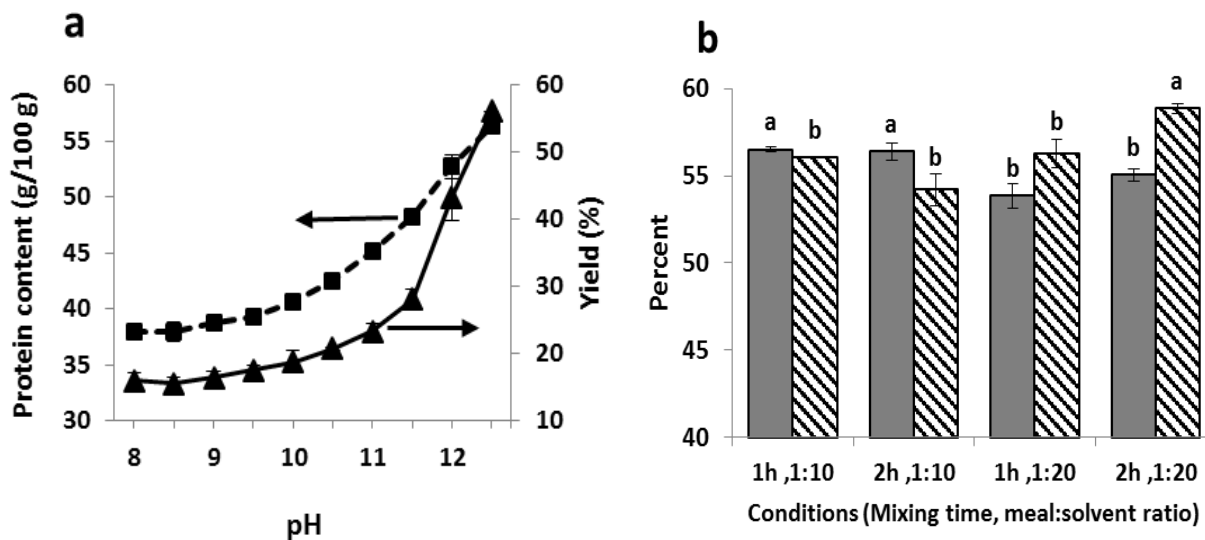 a
Protein content (g/100 g)
60
55
50
45
40
35
30
60
50
40
30
20
10
Yield (%)
8 9 10 11 12
pH
b
Percent
60
55
50
45
40
a b a b b b b a
1h ,1:10 2h ,1:10 1h ,1:20 2h ,1:20
Conditions (Mixing time, meal:solvent ratio)